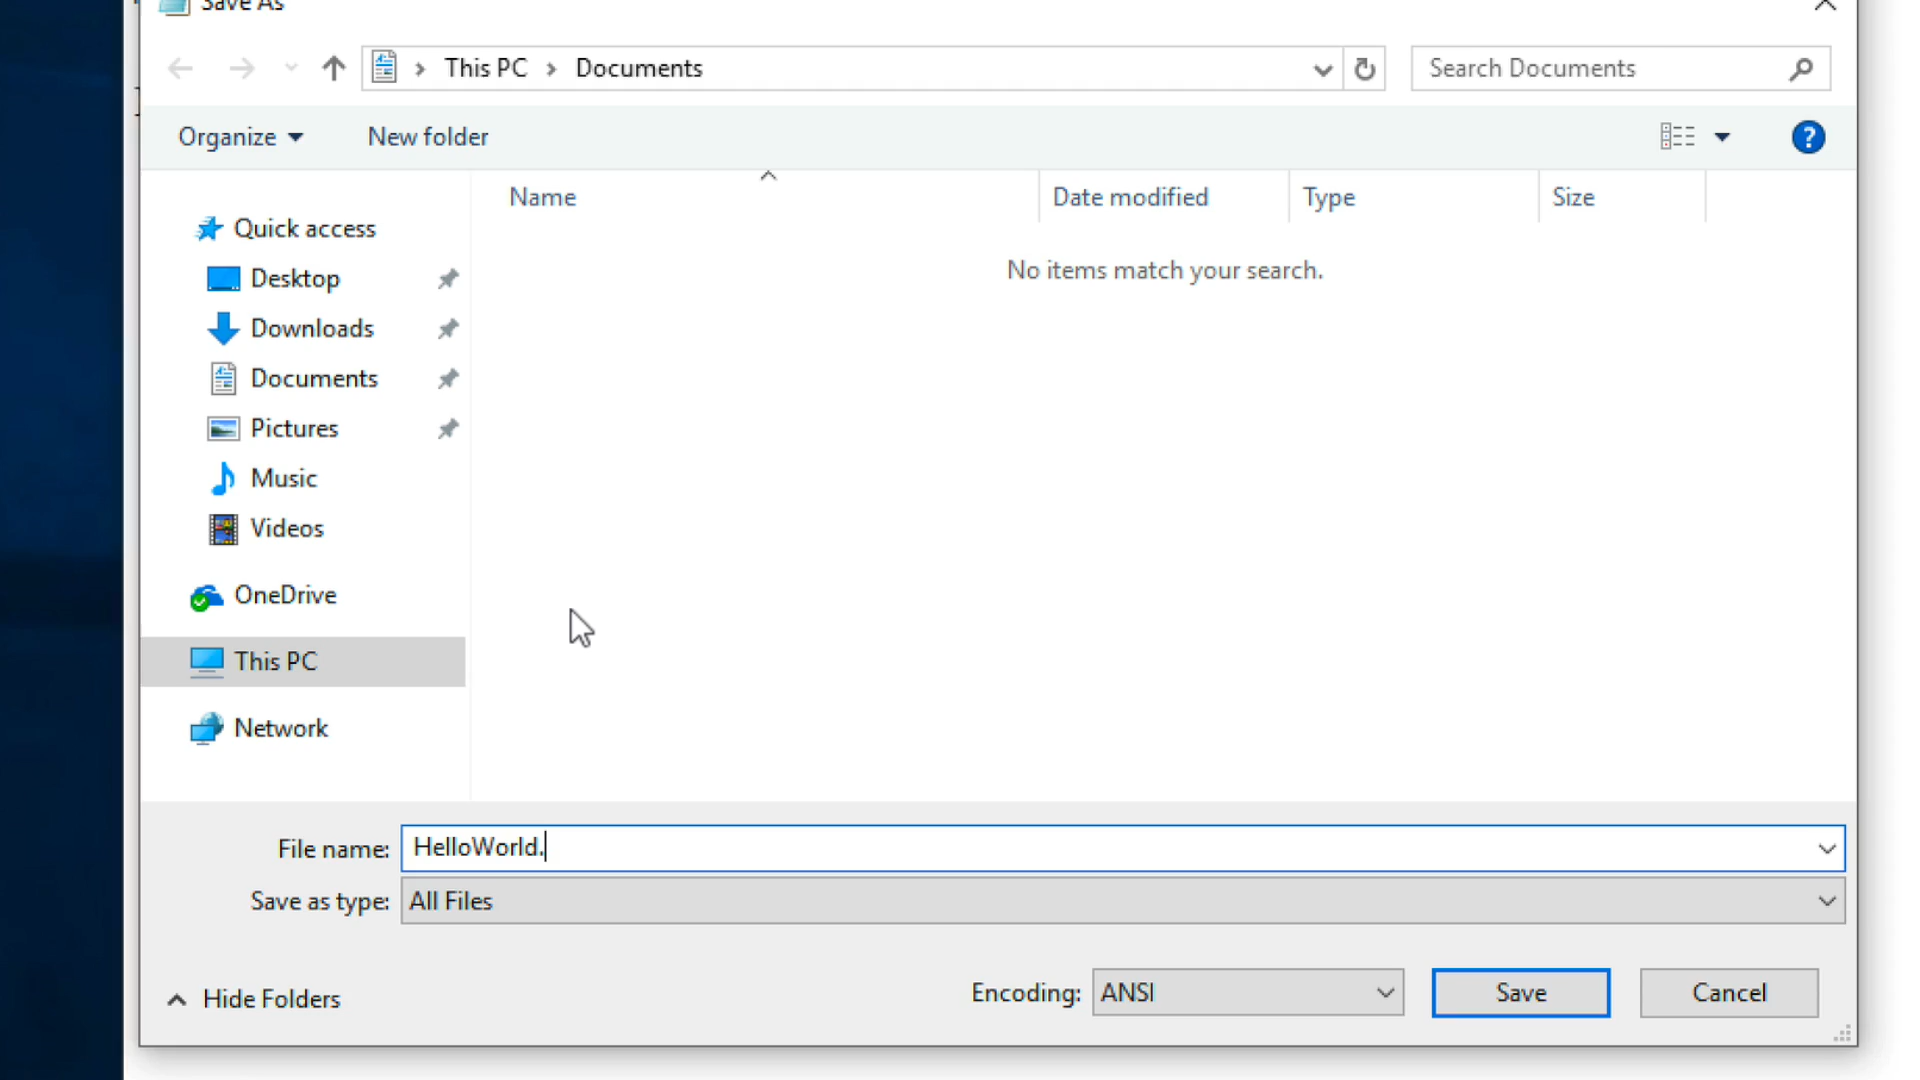 Save As
This PC
Documents
Search Documents
Organize
New folder
?
Name
Date modified
Type
Size
No items match your search.
Quick access
Desktop
Downloads
Documents
Pictures
Music
Videos
OneDrive
This PC
Network
File name:
HelloWorld.
Save as type:
All Files
Hide Folders
Encoding:
ANSI
Save
Cancel